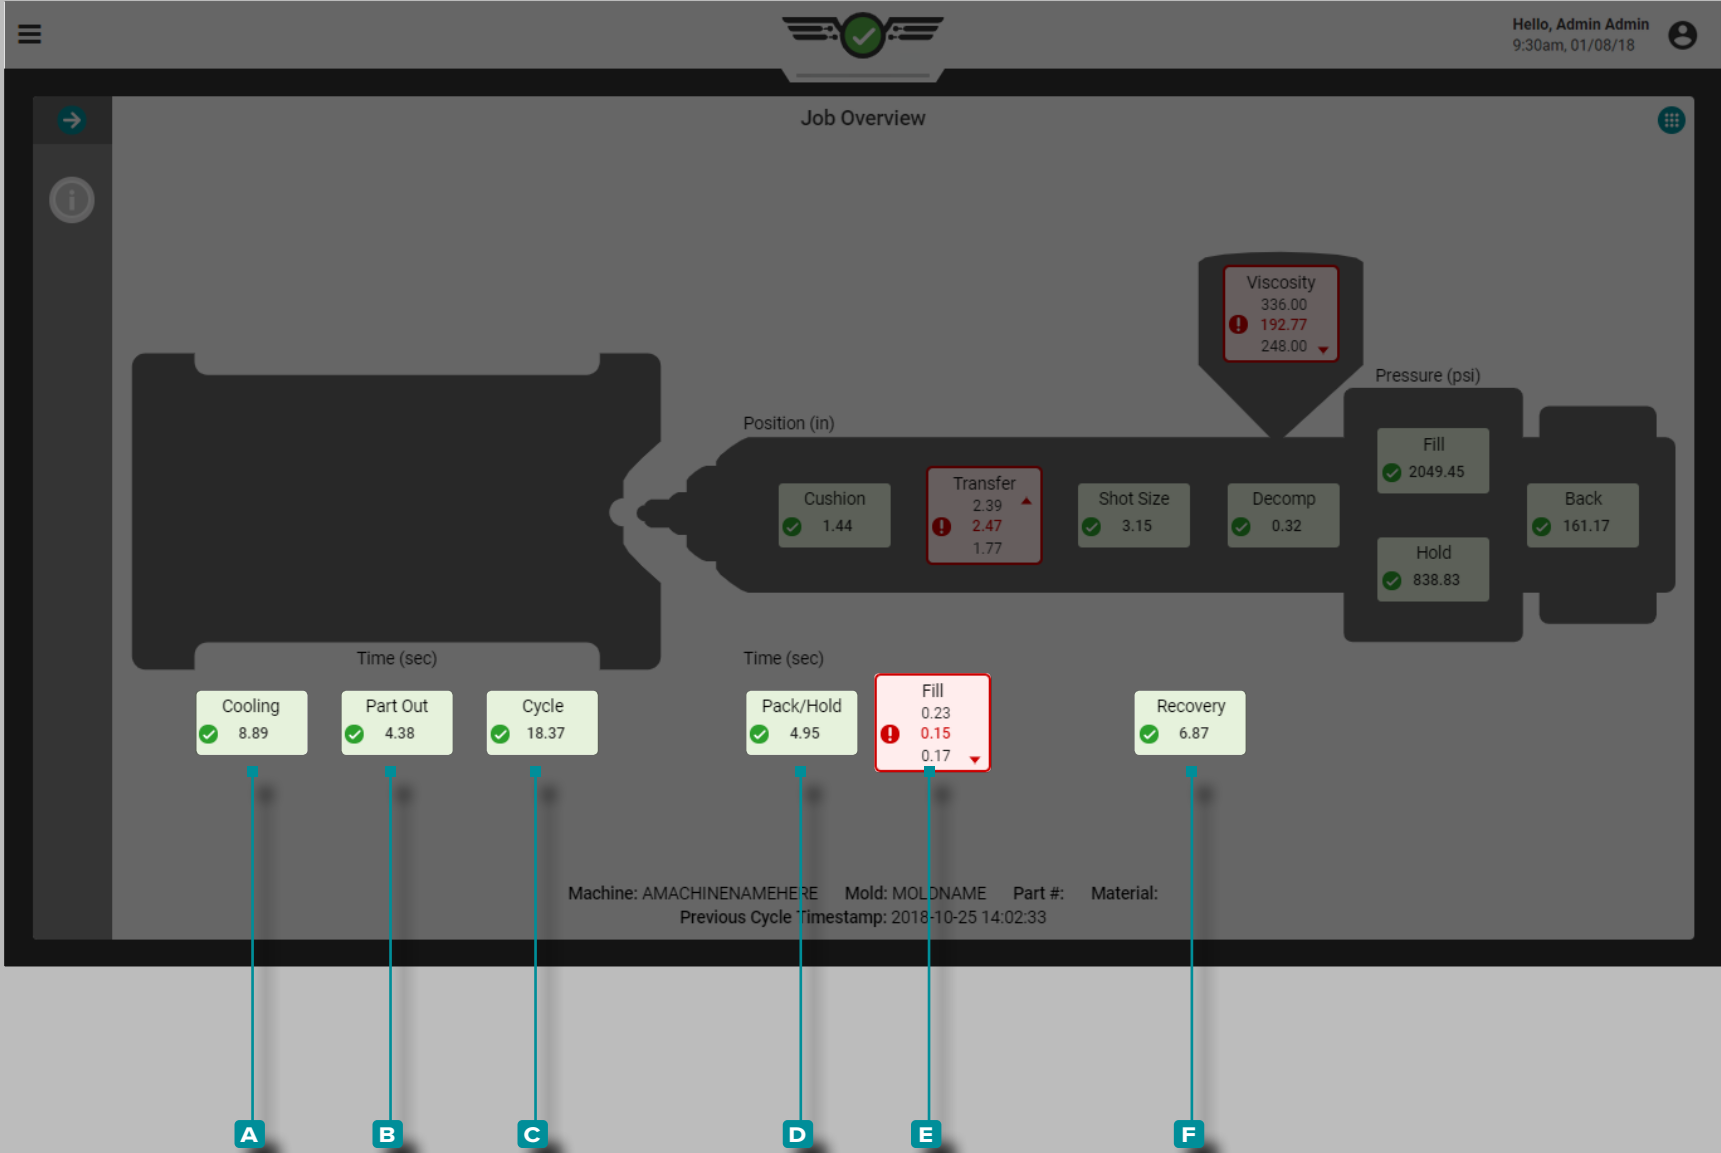 Hello, Admin Admin
9:30am, 01/08/18
Job Overview
Viscosity
336.00
192.77
248.00
Pressure (psi)
Position (in)
Fill
2049.45
Cushion
1.44
Transfer
2.39
2.47
1.77
Shot Size
3.15
Decomp
0.32
Back
161.17
Hold
838.83
Time (sec)
Time (sec)
Cooling
8.89
Part Out
4.38
Cycle
18.37
Pack/Hold
4.95
Fill
0.23
0.15
0.17
Recovery
6.87
Machine: AMACHINENAMEHERE Mold: MOLDNAME Part #: Material:
Previous Cycle Timestamp: 2018-10-25 14:02:33
A B C D E F